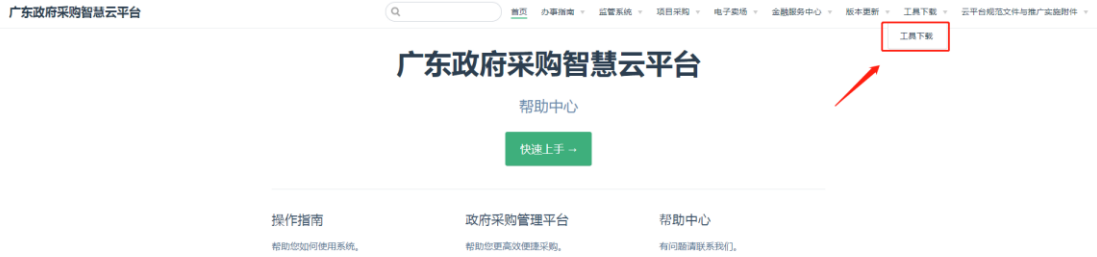 广东政府采购智慧云平台
首页 办事指南 监管系统 项目采购 电子卖场 金融服务中心 版本更新 工具下载 云平台规范文件与推广实施附件
工具下载
广东政府采购智慧云平台
帮助中心
快速上手 →
操作指南 政府采购管理平台 帮助中心
帮助您如何使用系统。 帮助您更高效便捷采购。 有问题请联系我们。